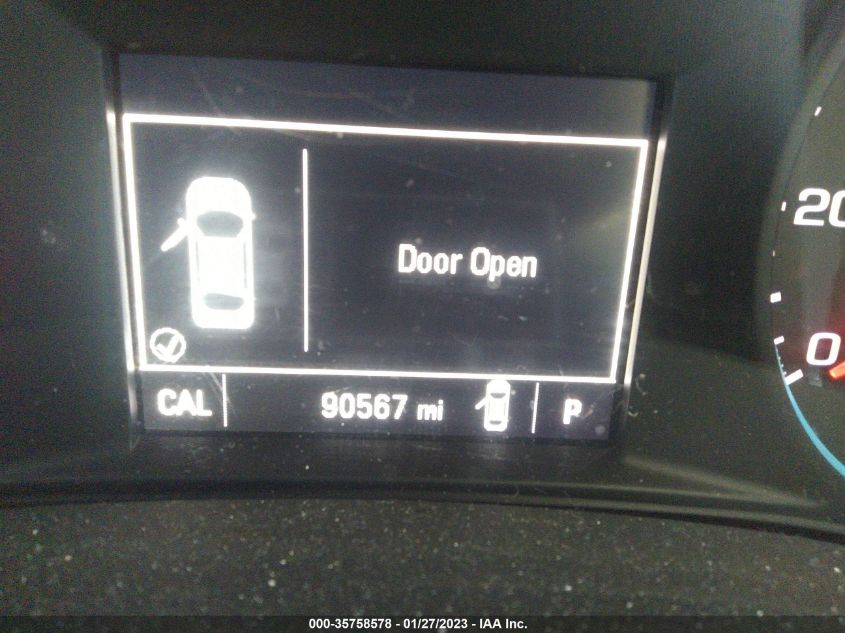 Door Open
CAL 90567 mi P
20
0
000-35758578 - 01/27/2023 - IAA Inc.